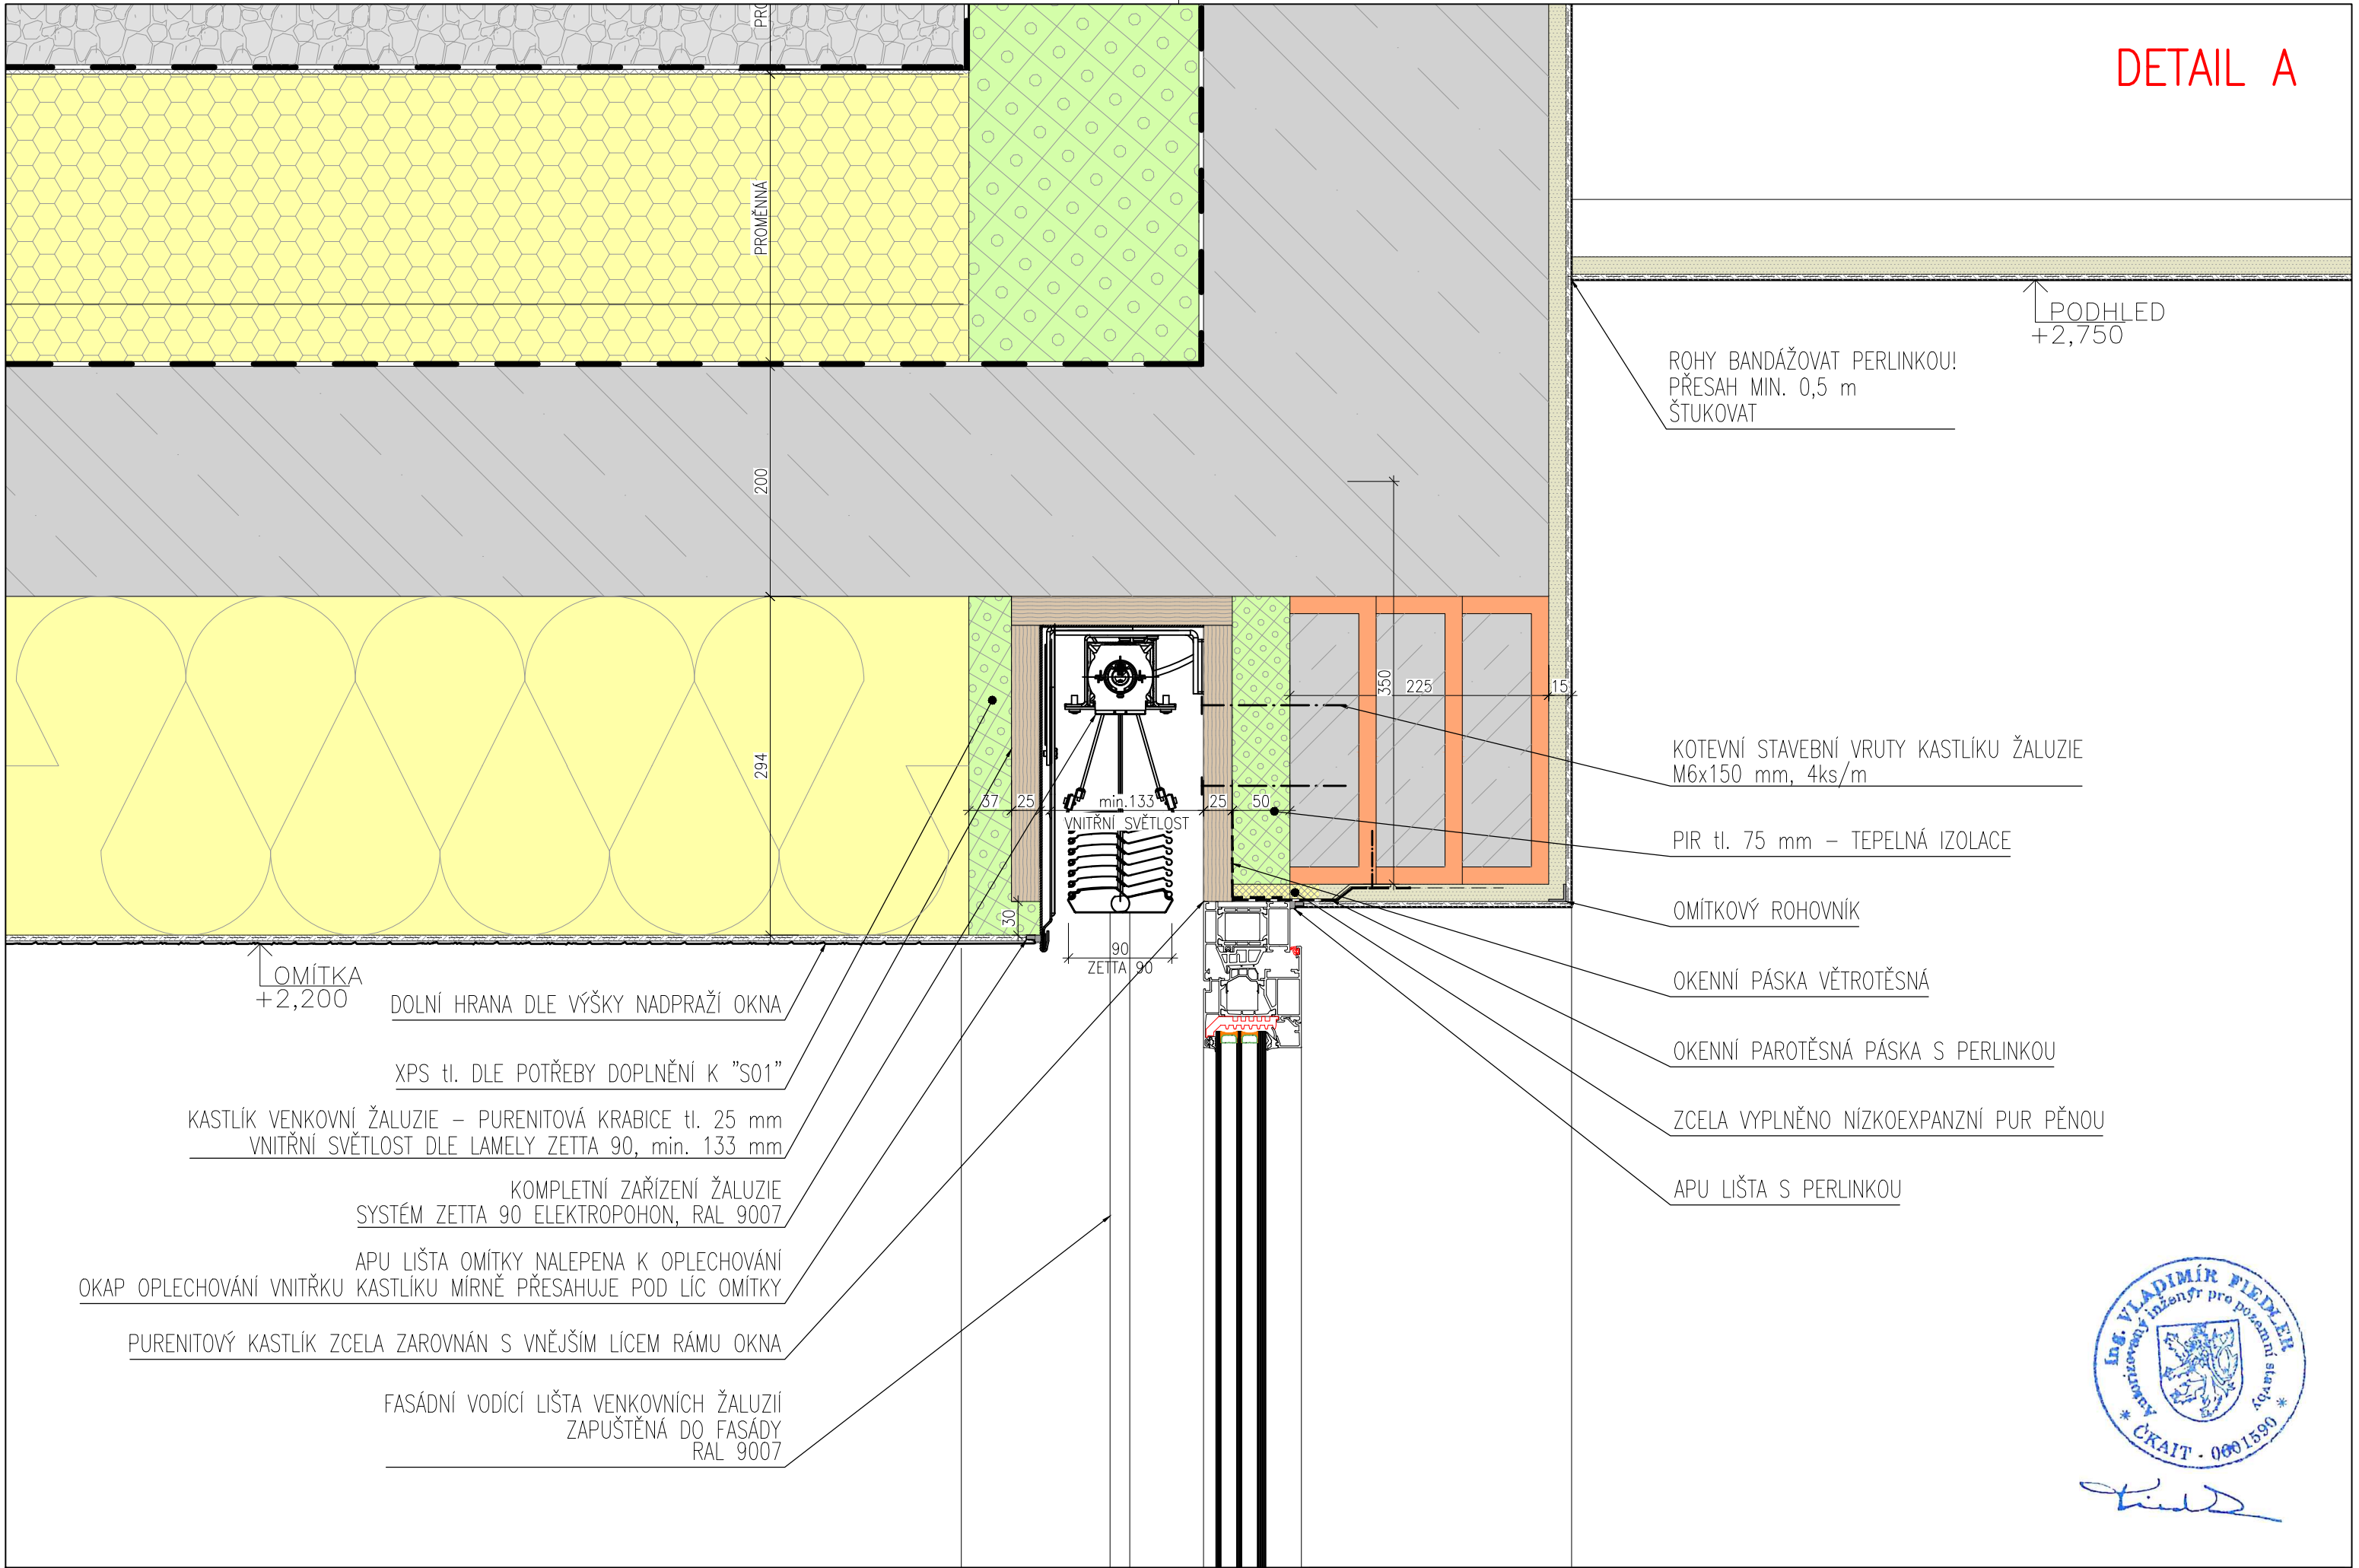 DETAIL A
PRO
PROMĚNNÁ
200
294
PODHLED
+2,750
ROHY BANDÁŽOVAT PERLINKOU!
PŘESAH MIN. 0,5 m
ŠTUKOVAT
350
225
15
37
25
min.133
VNITŘNÍ SVĚTLOST
25
50
30
90
ZETTA 90
KOTEVNÍ STAVEBNÍ VRUTY KASTLÍKU ŽALUZIE
M6x150 mm, 4ks/m
PIR tl. 75 mm – TEPELNÁ IZOLACE
OMÍTKOVÝ ROHOVNÍK
OKENNÍ PÁSKA VĚTROTĚSNÁ
OKENNÍ PAROTĚSNÁ PÁSKA S PERLINKOU
ZCELA VYPLNĚNO NÍZKOEXPANZNÍ PUR PĚNOU
APU LIŠTA S PERLINKOU
OMÍTKA
+2,200
DOLNÍ HRANA DLE VÝŠKY NADPRAŽÍ OKNA
XPS tl. DLE POTŘEBY DOPLNĚNÍ K "S01"
KASTLÍK VENKOVNÍ ŽALUZIE – PURENITOVÁ KRABICE tl. 25 mm
VNITŘNÍ SVĚTLOST DLE LAMELY ZETTA 90, min. 133 mm
KOMPLETNÍ ZAŘÍZENÍ ŽALUZIE
SYSTÉM ZETTA 90 ELEKTROPOHON, RAL 9007
APU LIŠTA OMÍTKY NALEPENA K OPLECHOVÁNÍ
OKAP OPLECHOVÁNÍ VNITŘKU KASTLÍKU MÍRNĚ PŘESAHUJE POD LÍC OMÍTKY
PURENITOVÝ KASTLÍK ZCELA ZAROVNÁN S VNĚJŠÍM LÍCEM RÁMU OKNA
FASÁDNÍ VODÍCÍ LIŠTA VENKOVNÍCH ŽALUZIÍ
ZAPUŠTĚNÁ DO FASÁDY
RAL 9007
Ing. VLADIMÍR FIEDLER
Autorizovaný inženýr pro pozemní stavby
* ČKAIT - 0001590 *